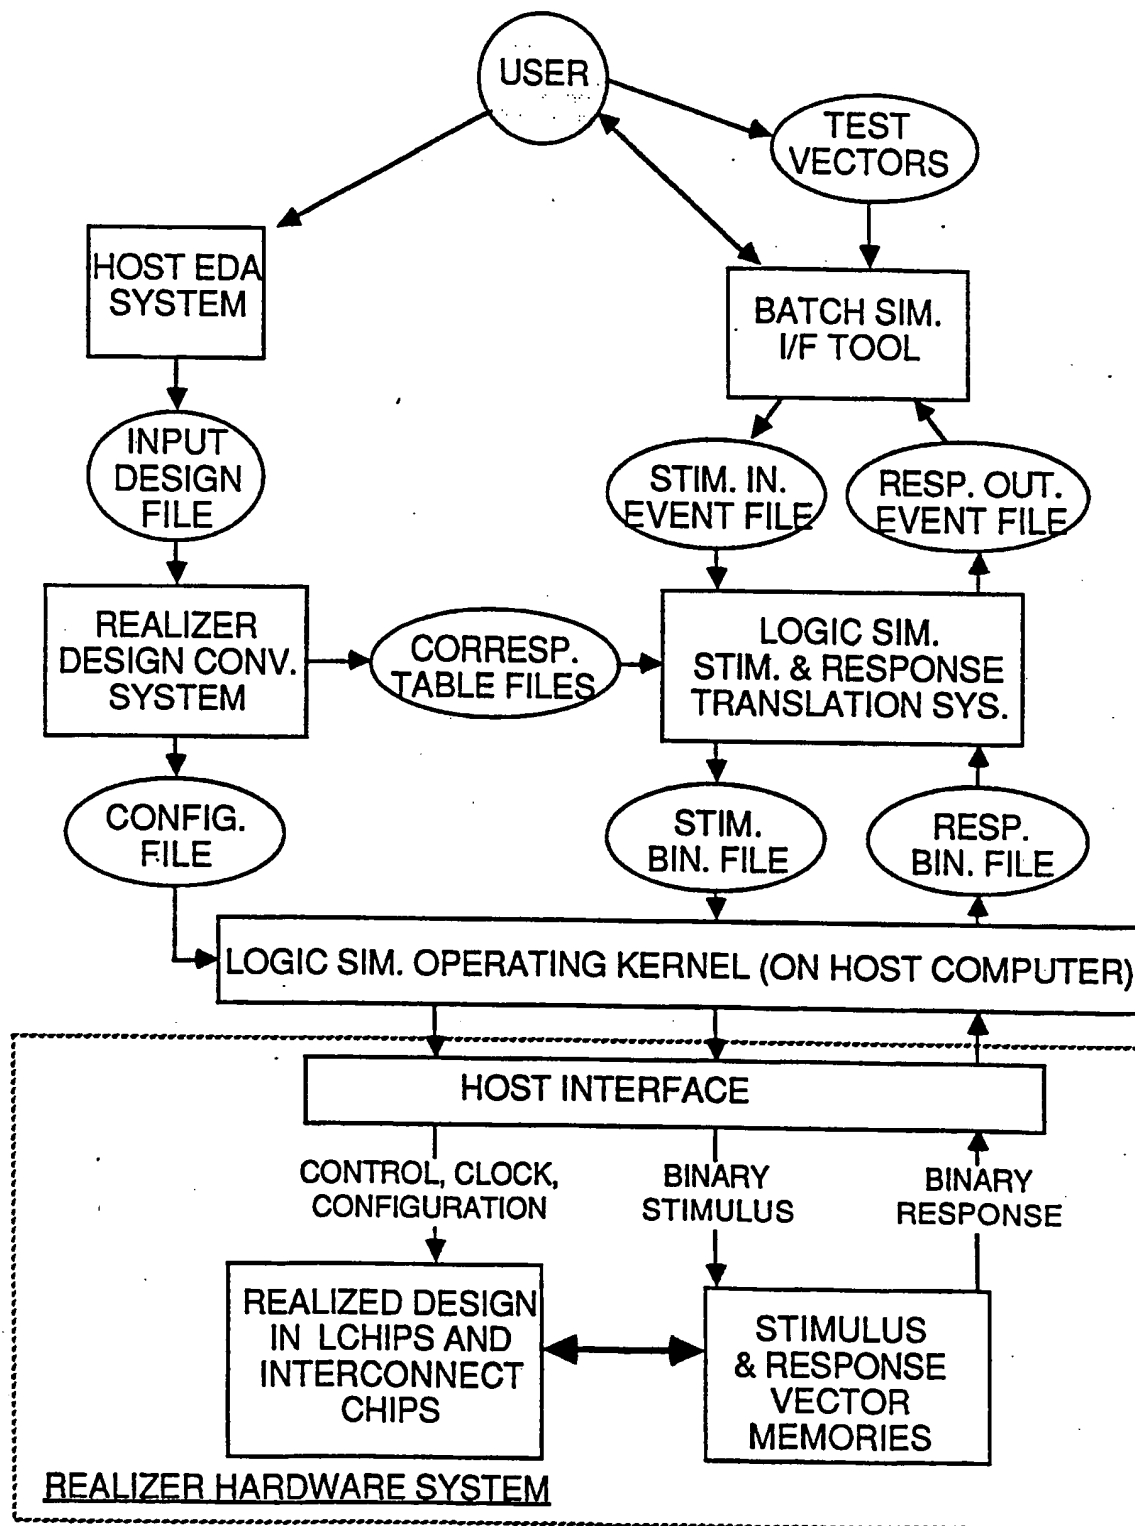 USER
TEST
VECTORS
HOST EDA
SYSTEM
BATCH SIM.
I/F TOOL
INPUT
DESIGN
FILE
STIM. IN.
EVENT FILE
RESP. OUT.
EVENT FILE
REALIZER
DESIGN CONV.
SYSTEM
CORRESP.
TABLE FILES
LOGIC SIM.
STIM. & RESPONSE
TRANSLATION SYS.
CONFIG.
FILE
STIM.
BIN. FILE
RESP.
BIN. FILE
LOGIC SIM. OPERATING KERNEL (ON HOST COMPUTER)
HOST INTERFACE
CONTROL, CLOCK,
CONFIGURATION
BINARY
STIMULUS
BINARY
RESPONSE
REALIZED DESIGN
IN LCHIPS AND
INTERCONNECT
CHIPS
STIMULUS
& RESPONSE
VECTOR
MEMORIES
REALIZER HARDWARE SYSTEM